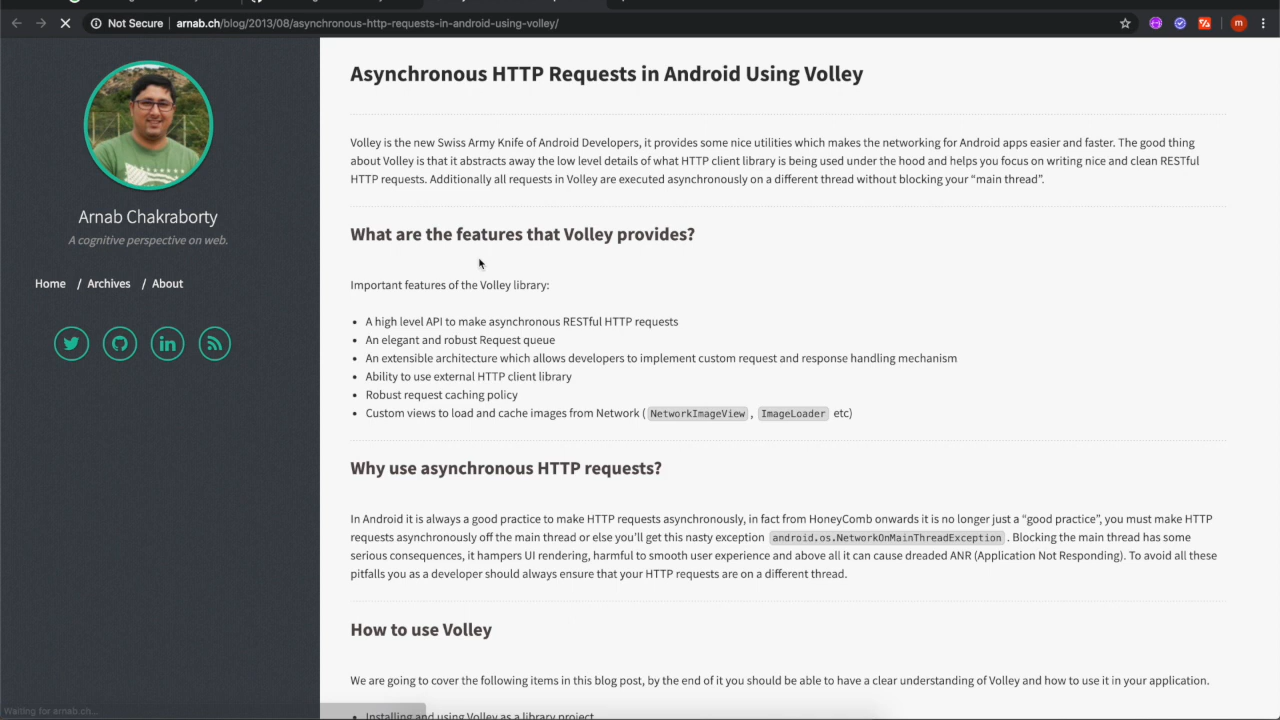 Not Secure | arnab.ch/blog/2013/08/asynchronous-http-requests-in-android-using-volley/
m
Arnab Chakraborty
A cognitive perspective on web.
Home / Archives / About
Asynchronous HTTP Requests in Android Using Volley
Volley is the new Swiss Army Knife of Android Developers, it provides some nice utilities which makes the networking for Android apps easier and faster. The good thing
about Volley is that it abstracts away the low level details of what HTTP client library is being used under the hood and helps you focus on writing nice and clean RESTful
HTTP requests. Additionally all requests in Volley are executed asynchronously on a different thread without blocking your “main thread”.
What are the features that Volley provides?
Important features of the Volley library:
• A high level API to make asynchronous RESTful HTTP requests
• An elegant and robust Request queue
• An extensible architecture which allows developers to implement custom request and response handling mechanism
• Ability to use external HTTP client library
• Robust request caching policy
• Custom views to load and cache images from Network ( NetworkImageView , ImageLoader etc)
Why use asynchronous HTTP requests?
In Android it is always a good practice to make HTTP requests asynchronously, in fact from HoneyComb onwards it is no longer just a “good practice”, you must make HTTP
requests asynchronously off the main thread or else you’ll get this nasty exception android.os.NetworkOnMainThreadException . Blocking the main thread has some
serious consequences, it hampers UI rendering, harmful to smooth user experience and above all it can cause dreaded ANR (Application Not Responding). To avoid all these
pitfalls you as a developer should always ensure that your HTTP requests are on a different thread.
How to use Volley
We are going to cover the following items in this blog post, by the end of it you should be able to have a clear understanding of Volley and how to use it in your application.
• Installing and using Volley as a library project
Waiting for arnab.ch...